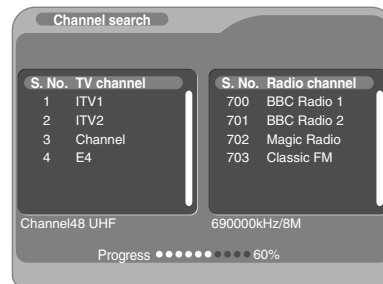 Channel search
S. No. TV channel
1 ITV1
2 ITV2
3 Channel
4 E4
S. No. Radio channel
700 BBC Radio 1
701 BBC Radio 2
702 Magic Radio
703 Classic FM
Channel48 UHF
690000kHz/8M
Progress 60%